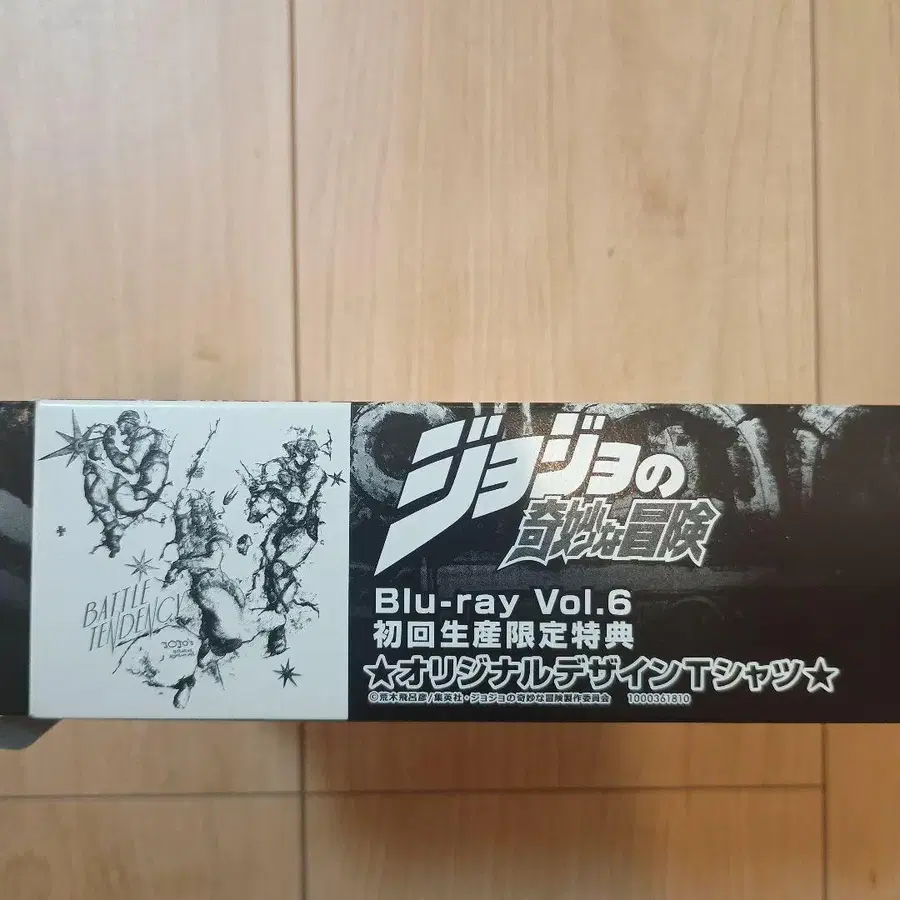 BATTLE
TENDENCY
JOJO's
ジョジョの
奇妙な冒険
Blu-ray Vol.6
初回生産限定特典
★オリジナルデザインTシャツ★
©荒木飛呂彦/集英社・ジョジョの奇妙な冒険製作委員会 1000361810